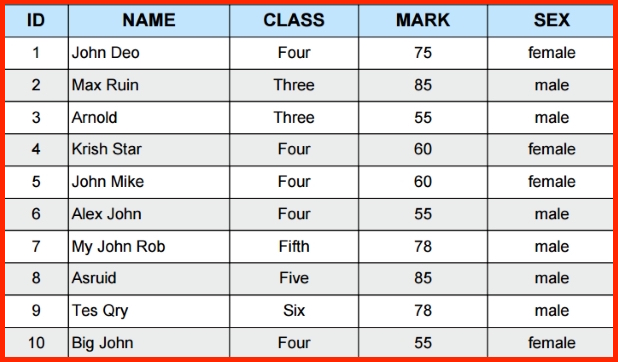 ID NAME CLASS MARK SEX
1 John Deo Four 75 female
2 Max Ruin Three 85 male
3 Arnold Three 55 male
4 Krish Star Four 60 female
5 John Mike Four 60 female
6 Alex John Four 55 male
7 My John Rob Fifth 78 male
8 Asruid Five 85 male
9 Tes Qry Six 78 male
10 Big John Four 55 female